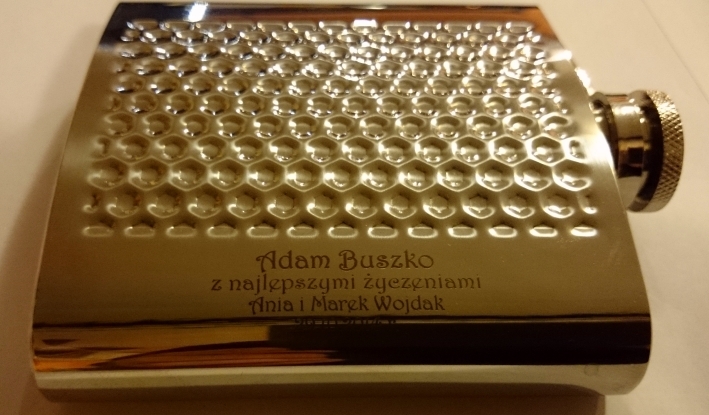 Adam Buszko
z najlepszymi życzeniami
Ania i Marek Wojdak